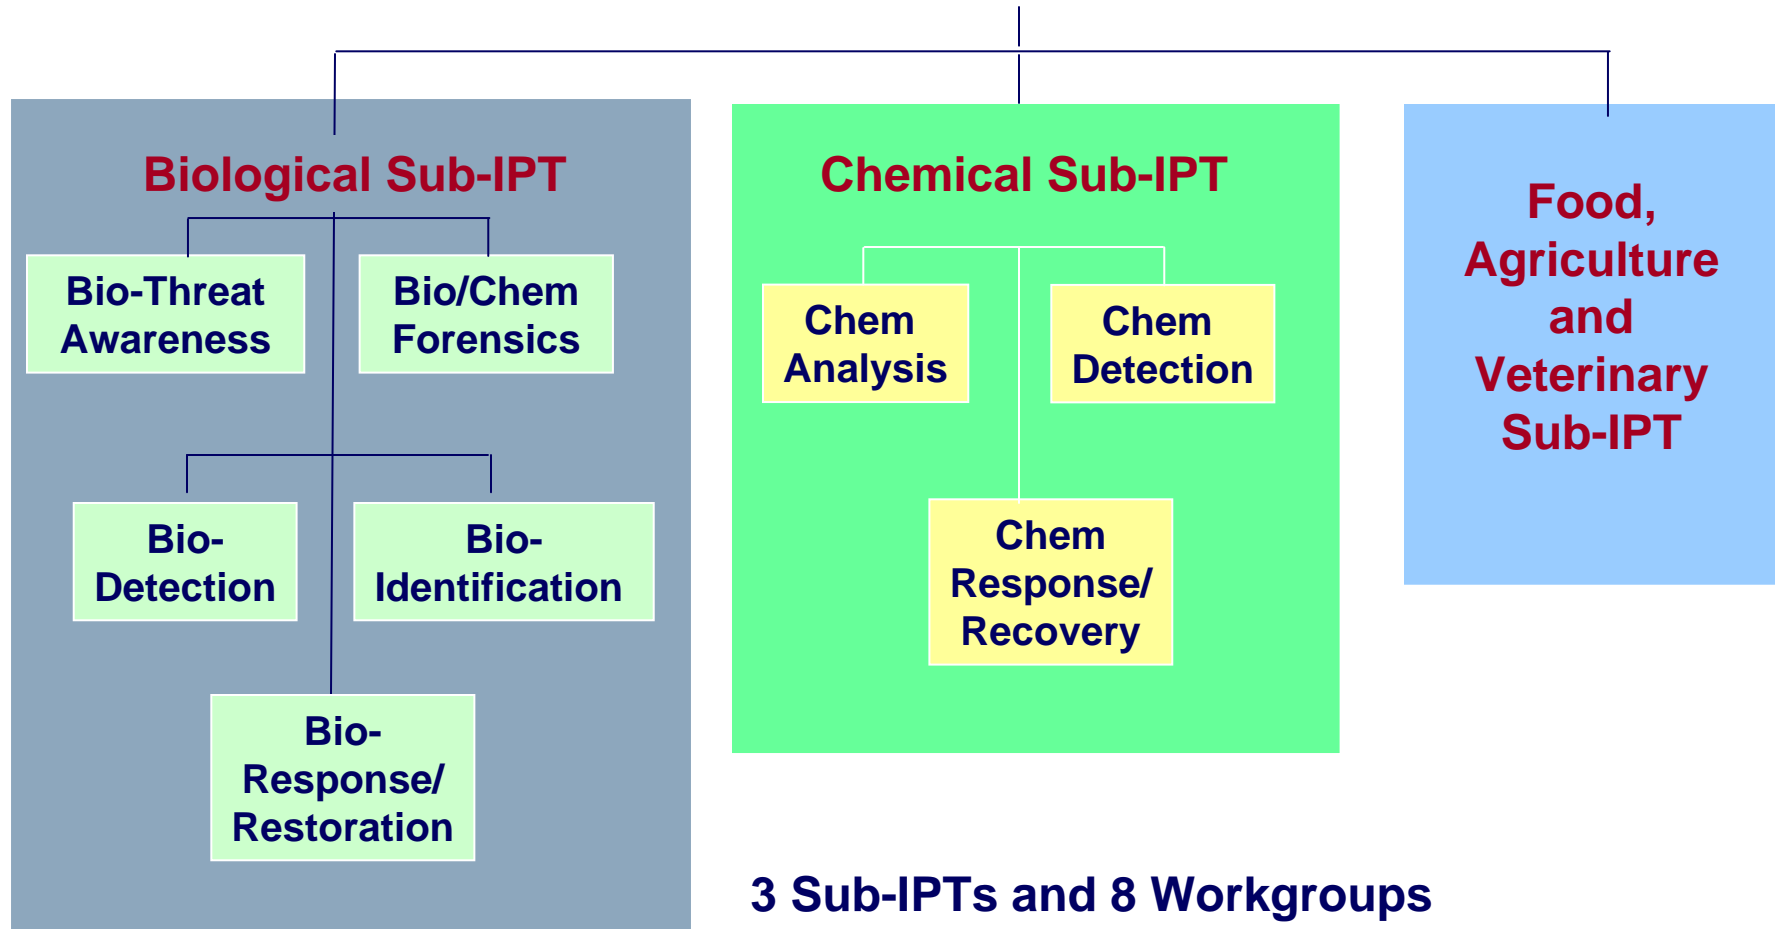 Biological Sub-IPT
Bio-Threat
Awareness
Bio/Chem
Forensics
Bio-
Detection
Bio-
Identification
Bio-
Response/
Restoration
Chemical Sub-IPT
Chem
Analysis
Chem
Detection
Chem
Response/
Recovery
Food,
Agriculture
and
Veterinary
Sub-IPT
3 Sub-IPTs and 8 Workgroups